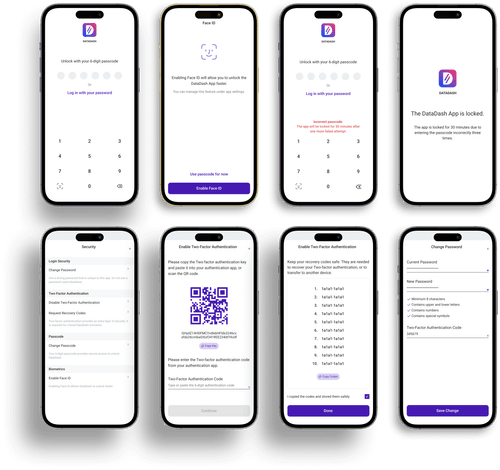 DATADASH
Unlock with your 6-digit passcode
Log in with your password
1 2 3
4 5 6
7 8 9
0
Face ID
Enabling Face ID will allow you to unlock the
DataDash App faster
You can manage this feature under app settings.
Use passcode for now
Enable Face ID
DATADASH
Unlock with your 6-digit passcode
Log in with your password
Incorrect passcode
The app will be locked for 30 minutes after
one more failed attempt
1 2 3
4 5 6
7 8 9
0
DATADASH
The DataDash App is locked.
The app is locked for 30 minutes due to
entering the passcode incorrectly three
times.
Security
Login Security
Change Password
Two-Factor Authentication
Disable Two-Factor Authentication
Request Recovery Codes
Passcode
Change Passcode
Biometrics
Enable Face ID
Enable Two-Factor Authentication
Please copy the two-factor authentication key
and paste it into your authentication app, or
scan the QR code.
Copy Key
Please enter the two-factor authentication code
from your authentication app.
Two-Factor Authentication Code
Type or paste the 6-digit authentication code
Continue
Enable Two-Factor Authentication
Keep your recovery codes safe. They are needed
to recover your Two-factor authentication, or to
transfer to another device.
1. 1a1a1-1a1a1
2. 1a1a1-1a1a1
3. 1a1a1-1a1a1
4. 1a1a1-1a1a1
5. 1a1a1-1a1a1
6. 1a1a1-1a1a1
7. 1a1a1-1a1a1
8. 1a1a1-1a1a1
9. 1a1a1-1a1a1
10. 1a1a1-1a1a1
Copy Codes
I copied the codes and stored them safely.
Done
Change Password
Current Password
New Password
Minimum 8 characters
Contains upper and lower letters
Contains numbers
Contains special symbols
Two-Factor Authentication Code
Save Change